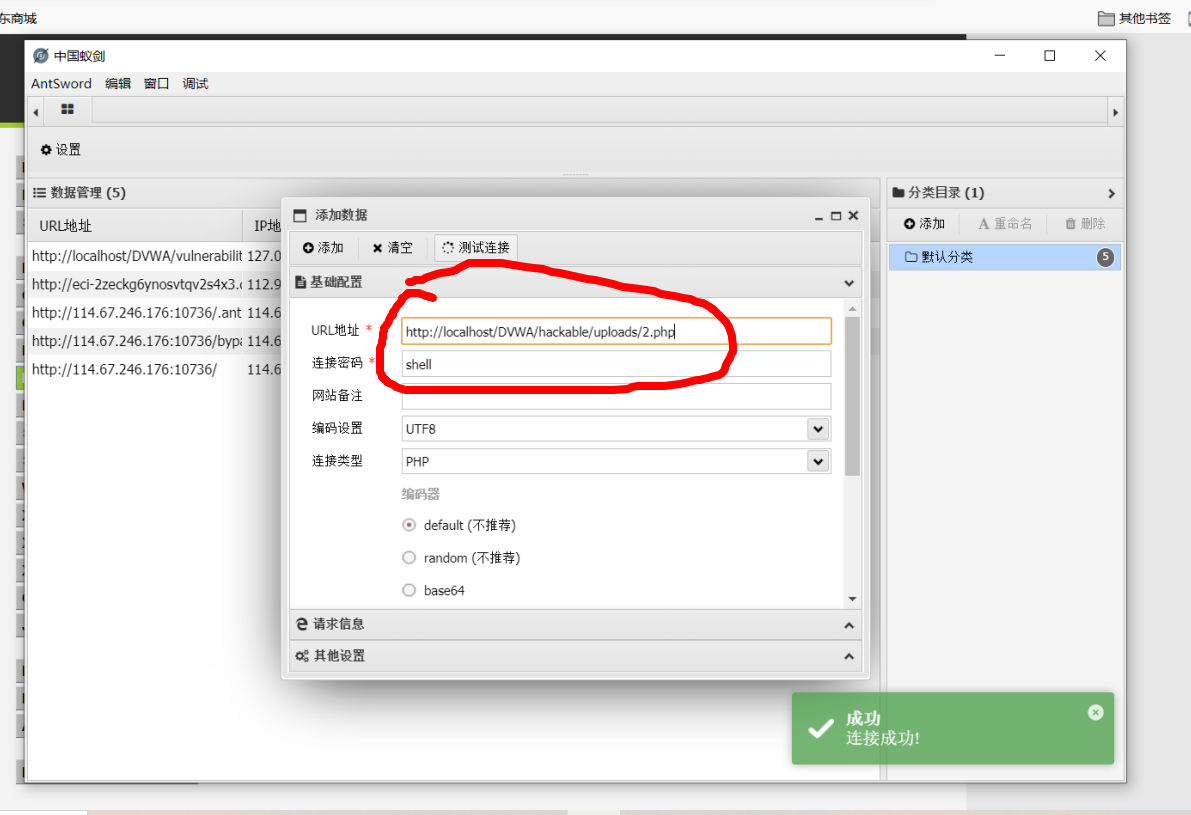 东商城
其他书签
中国蚁剑
AntSword 编辑 窗口 调试
设置
数据管理 (5)
分类目录 (1)
URL地址 IP地
添加 重命名 删除
http://localhost/DVWA/vulnerabilit 127.0
默认分类 5
http://eci-2zeckg6ynosvtqv2s4x3.c 112.9
http://114.67.246.176:10736/.ant 114.6
http://114.67.246.176:10736/bypa 114.6
http://114.67.246.176:10736/ 114.6
添加数据
添加 清空 测试连接
基础配置
URL地址 * http://localhost/DVWA/hackable/uploads/2.php
连接密码 * shell
网站备注
编码设置 UTF8
连接类型 PHP
编码器
default (不推荐)
random (不推荐)
base64
请求信息
其他设置
成功
连接成功!